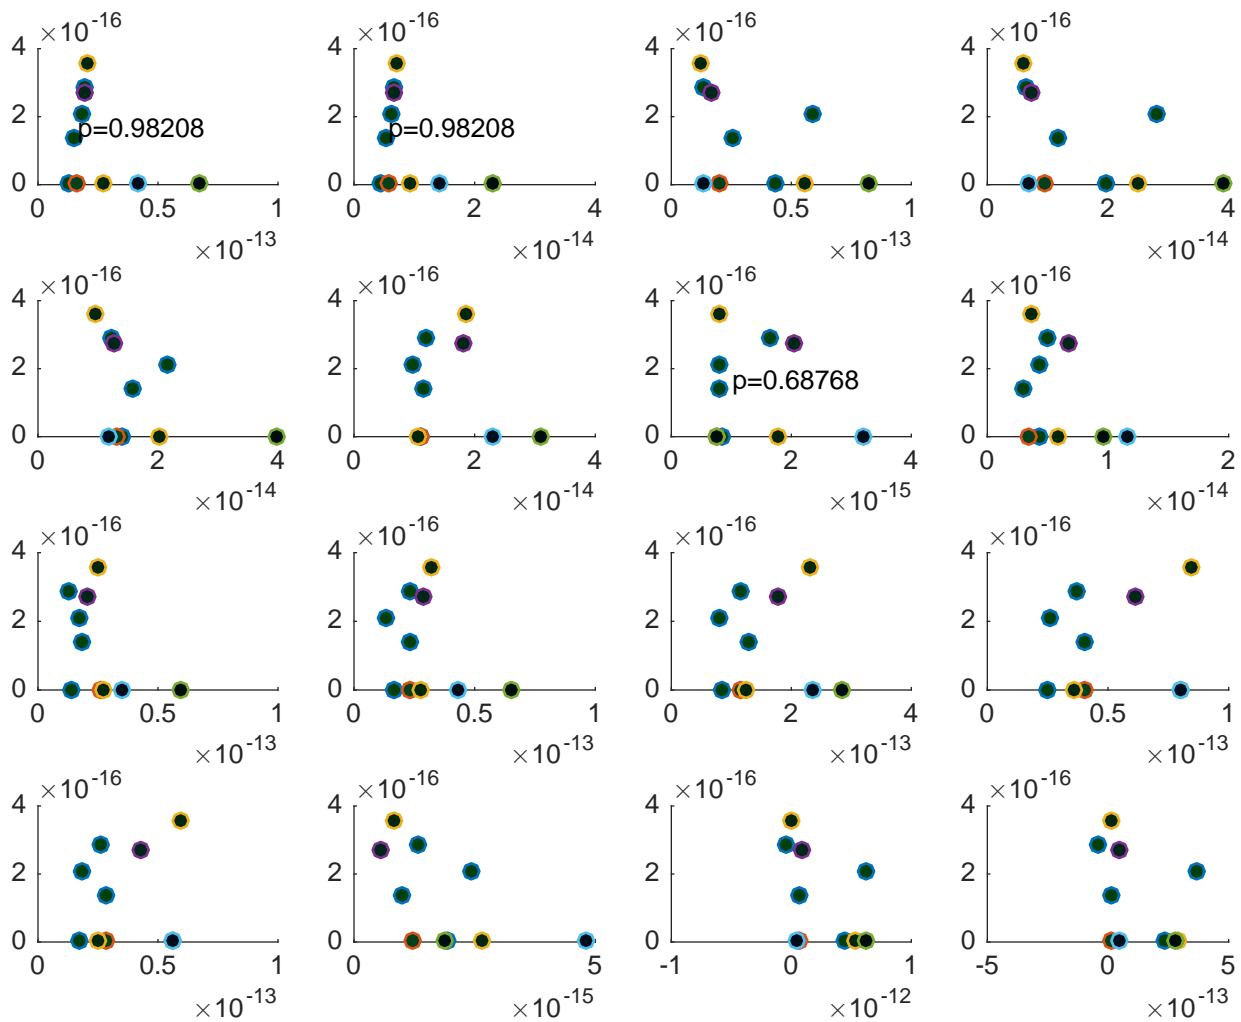 ×10-16 ×10-16 ×10-16 ×10-16
4 4 4 4
2 2 2 2
p=0.98208 p=0.98208
0 0 0 0
0 0.5 1 0 2 4 0 0.5 1 0 2 4
×10-13 ×10-14 ×10-13 ×10-14
×10-16 ×10-16 ×10-16 ×10-16
4 4 4 4
2 2 2 2
p=0.68768
0 0 0 0
0 2 4 0 2 4 0 2 4 0 1 2
×10-14 ×10-14 ×10-15 ×10-14
×10-16 ×10-16 ×10-16 ×10-16
4 4 4 4
2 2 2 2
0 0 0 0
0 0.5 1 0 0.5 1 0 2 4 0 0.5 1
×10-13 ×10-13 ×10-13 ×10-13
×10-16 ×10-16 ×10-16 ×10-16
4 4 4 4
2 2 2 2
0 0 0 0
0 0.5 1 0 5 -1 0 1 -5 0 5
×10-13 ×10-15 ×10-12 ×10-13